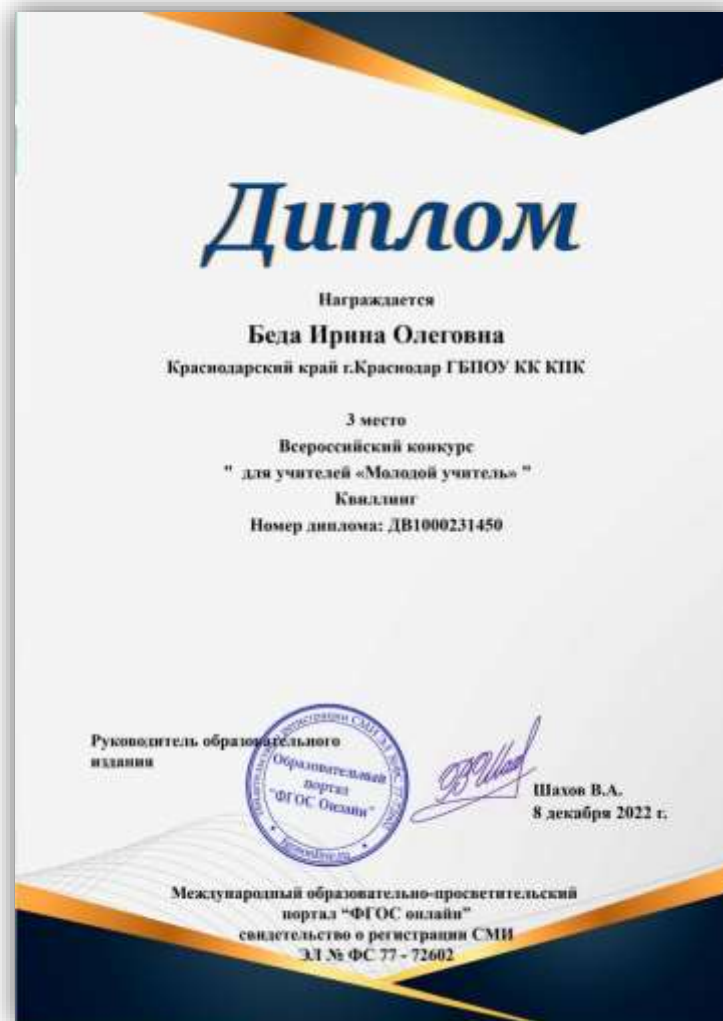 Диплом
Награждается
Беда Ирина Олеговна
Краснодарский край г.Краснодар ГБПОУ КК КПК
3 место
Всероссийский конкурс
" для учителей «Молодой учитель» "
Квиллинг
Номер диплома: ДВ1000231450
Руководитель образовательного
издания
Образовательный
портал
"ФГОС Онлайн"
Шахов В.А.
8 декабря 2022 г.
Международный образовательно-просветительский
портал “ФГОС онлайн”
свидетельство о регистрации СМИ
ЭЛ № ФС 77 - 72602